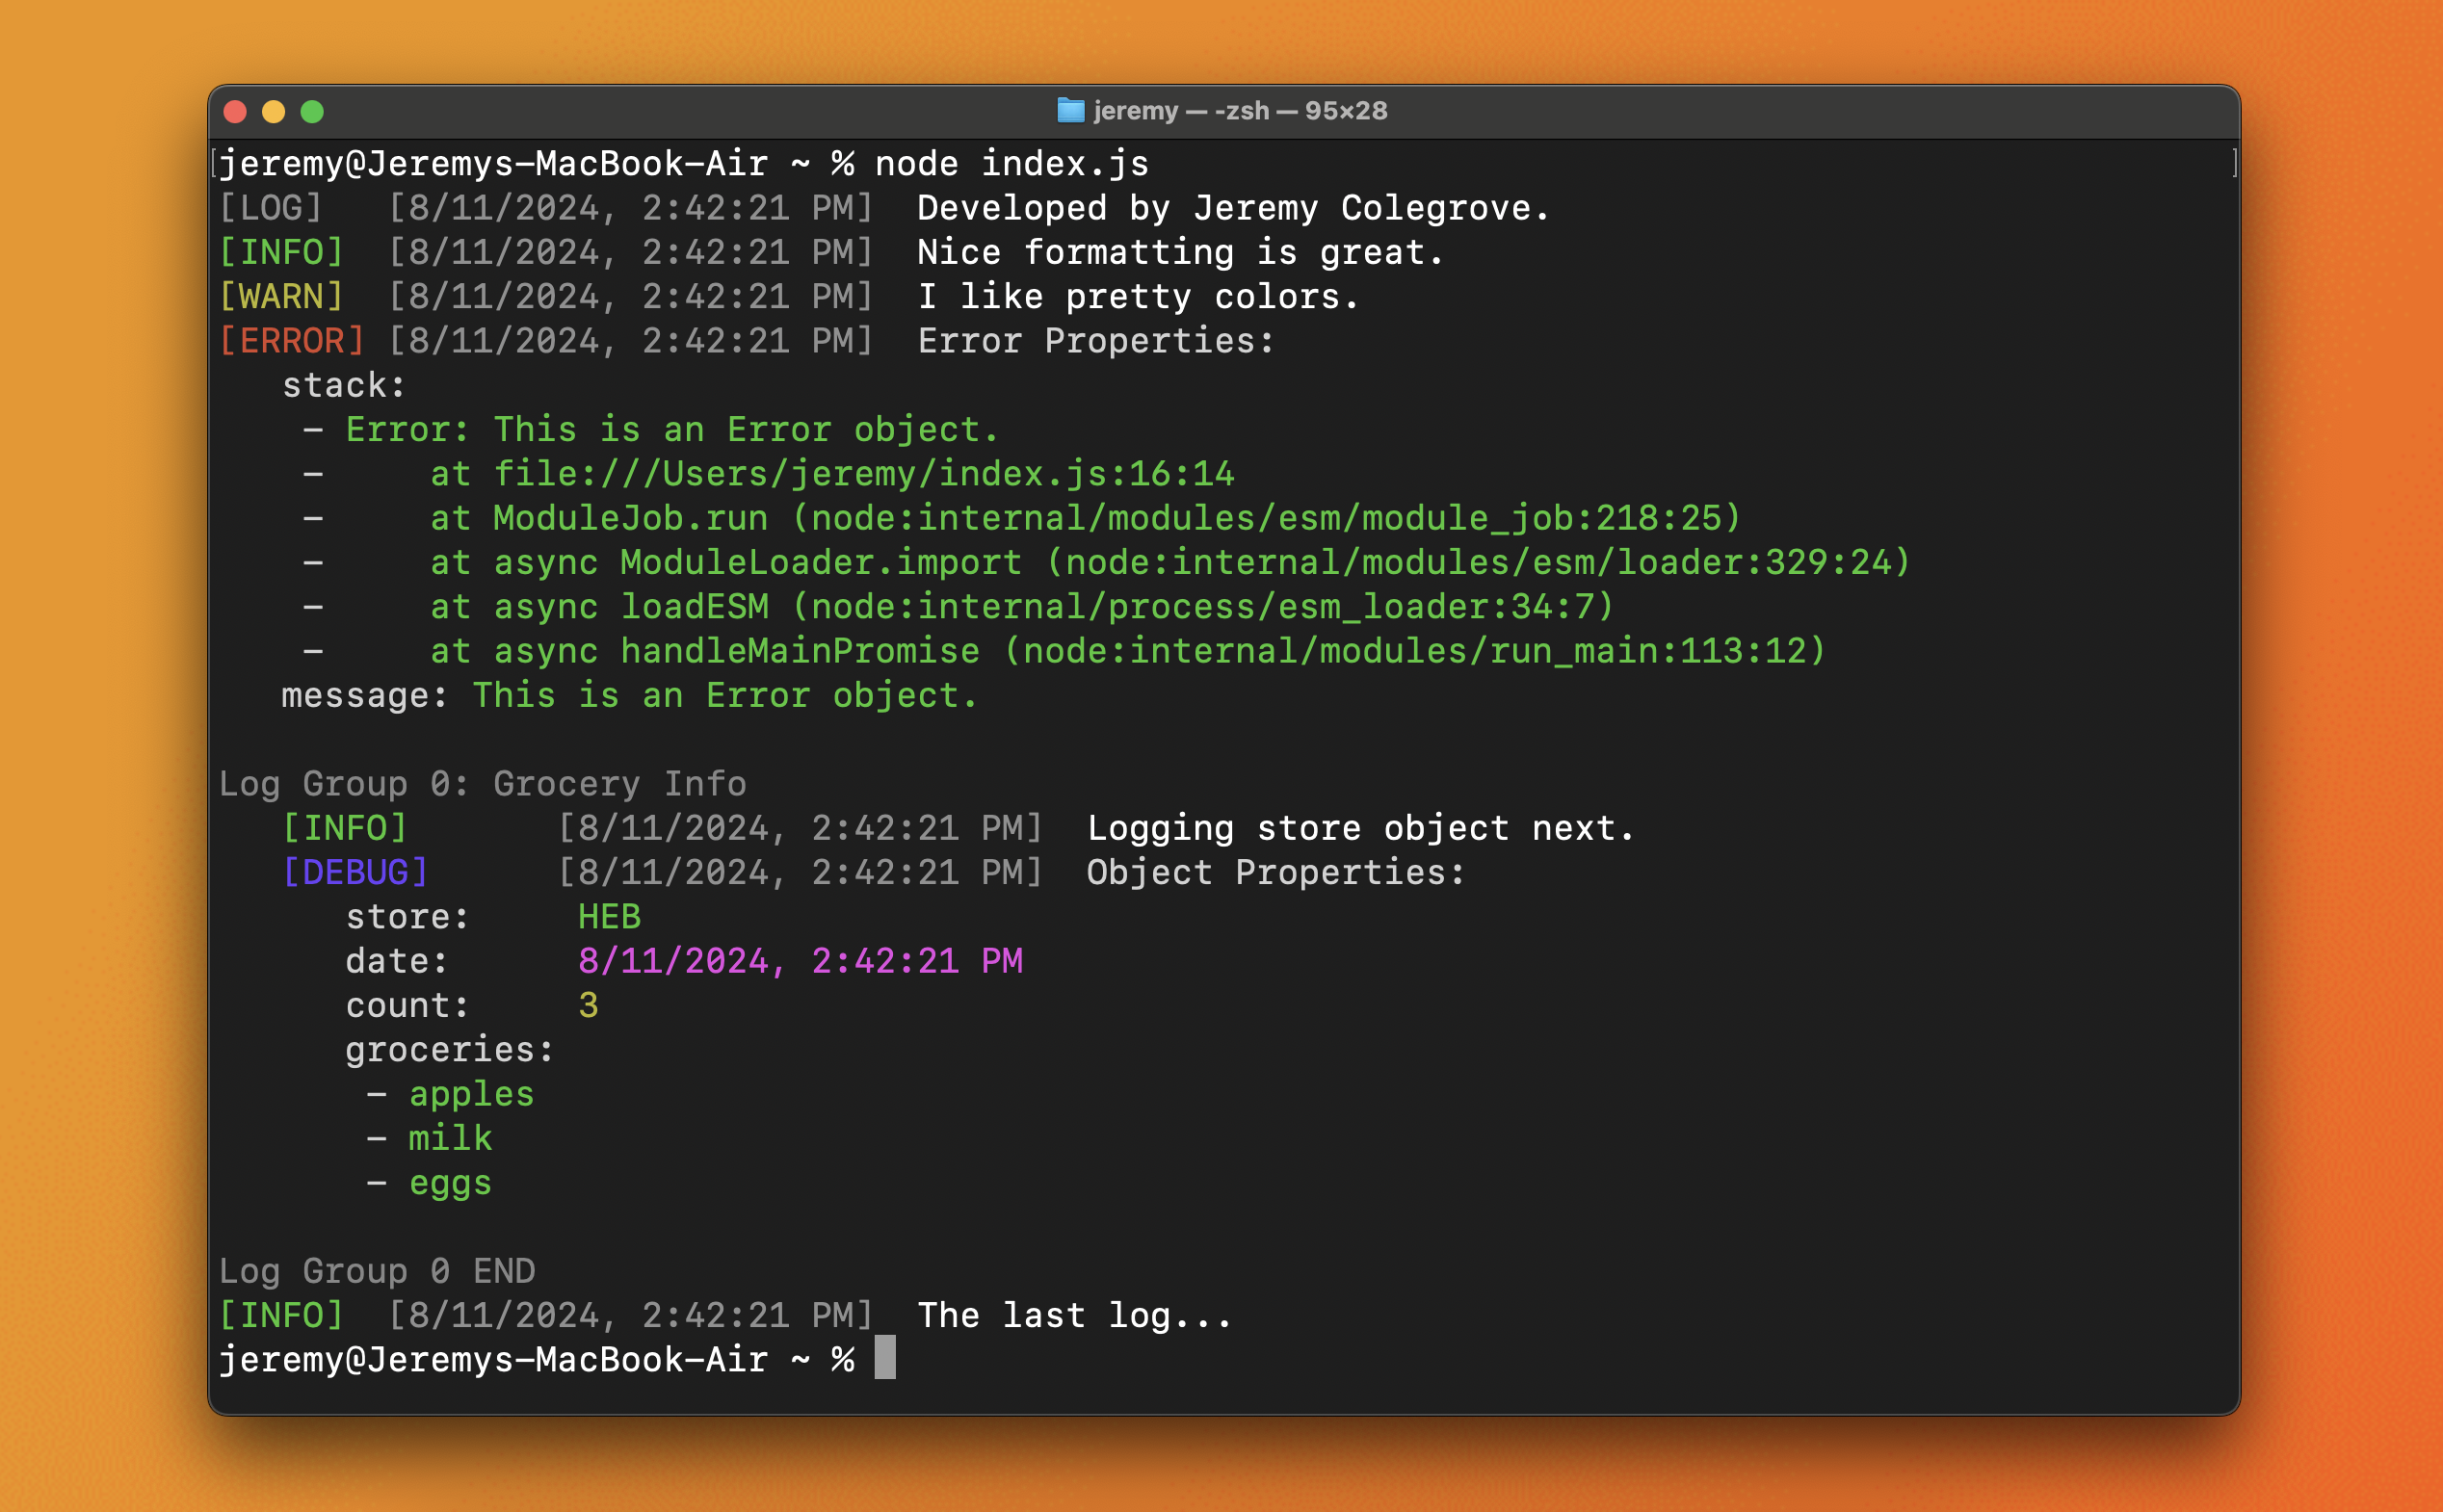 jeremy — -zsh — 95×28
jeremy@Jeremys-MacBook-Air ~ % node index.js
[LOG]   [8/11/2024, 2:42:21 PM]  Developed by Jeremy Colegrove.
[INFO]  [8/11/2024, 2:42:21 PM]  Nice formatting is great.
[WARN]  [8/11/2024, 2:42:21 PM]  I like pretty colors.
[ERROR] [8/11/2024, 2:42:21 PM]  Error Properties:
   stack:
    - Error: This is an Error object.
    -     at file:///Users/jeremy/index.js:16:14
    -     at ModuleJob.run (node:internal/modules/esm/module_job:218:25)
    -     at async ModuleLoader.import (node:internal/modules/esm/loader:329:24)
    -     at async loadESM (node:internal/process/esm_loader:34:7)
    -     at async handleMainPromise (node:internal/modules/run_main:113:12)
   message: This is an Error object.
Log Group 0: Grocery Info
   [INFO]       [8/11/2024, 2:42:21 PM]  Logging store object next.
   [DEBUG]      [8/11/2024, 2:42:21 PM]  Object Properties:
      store:     HEB
      date:      8/11/2024, 2:42:21 PM
      count:     3
      groceries:
       - apples
       - milk
       - eggs
Log Group 0 END
[INFO]  [8/11/2024, 2:42:21 PM]  The last log...
jeremy@Jeremys-MacBook-Air ~ %